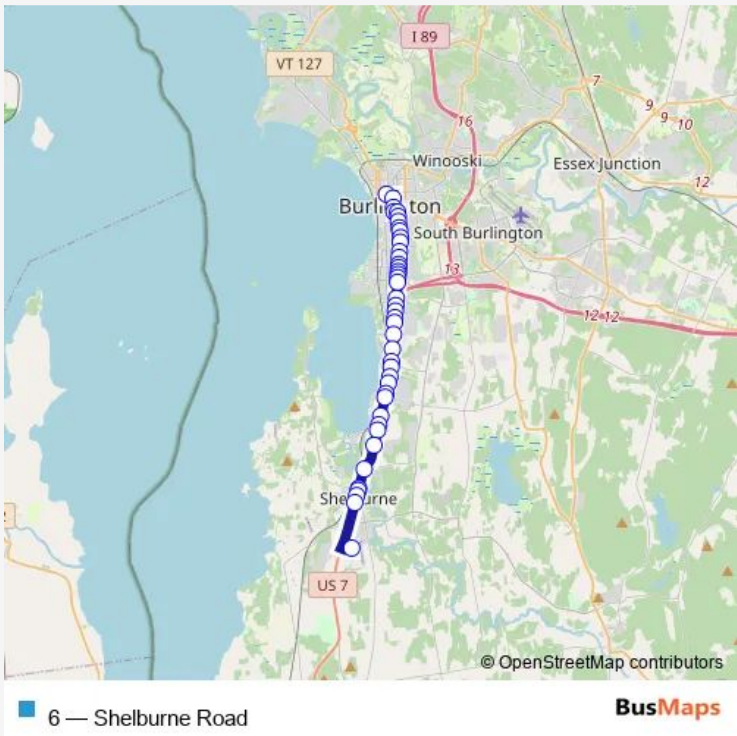 I 89
VT 127
7
9
9
10
16
Winooski
Essex Junction
12
Burlington
South Burlington
13
12 12
Shelburne
2
US 7
© OpenStreetMap contributors
6 — Shelburne Road
BusMaps